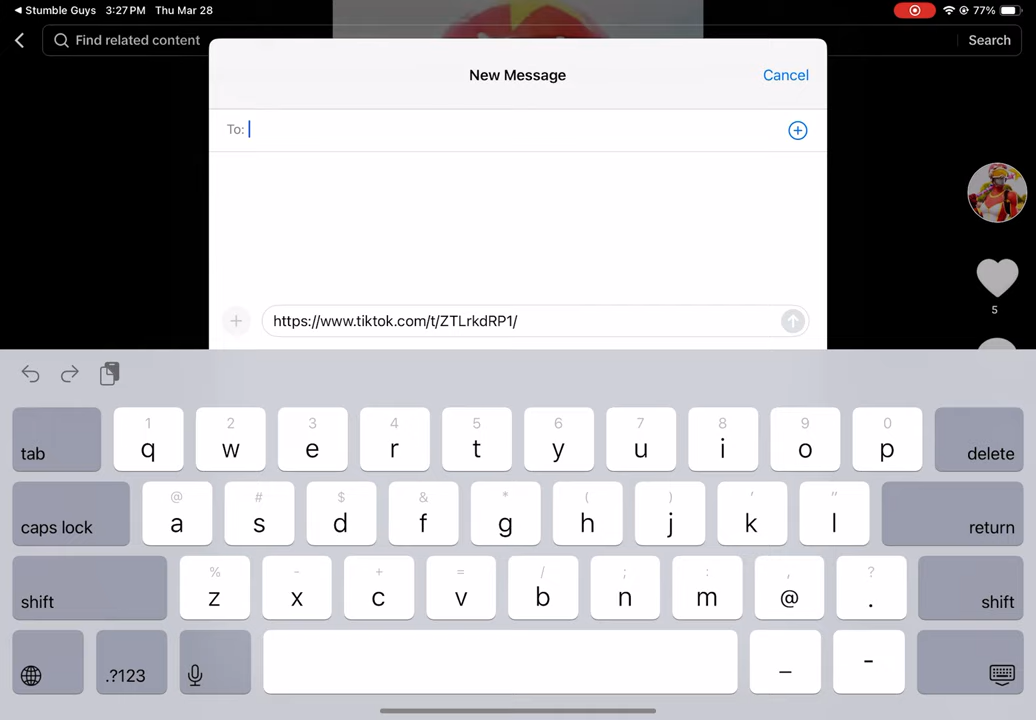 Stumble Guys 3:27 PM Thu Mar 28 77%
Find related content Search
New Message Cancel
To:
5
https://www.tiktok.com/t/ZTLrkdRP1/
1 2 3 4 5 6 7 8 9 0
tab q w e r t y u i o p delete
@ # $ & * ( ) ' "
caps lock a s d f g h j k l return
% - + = / ; : , ?
shift z x c v b n m @ . shift
.?123 _ -